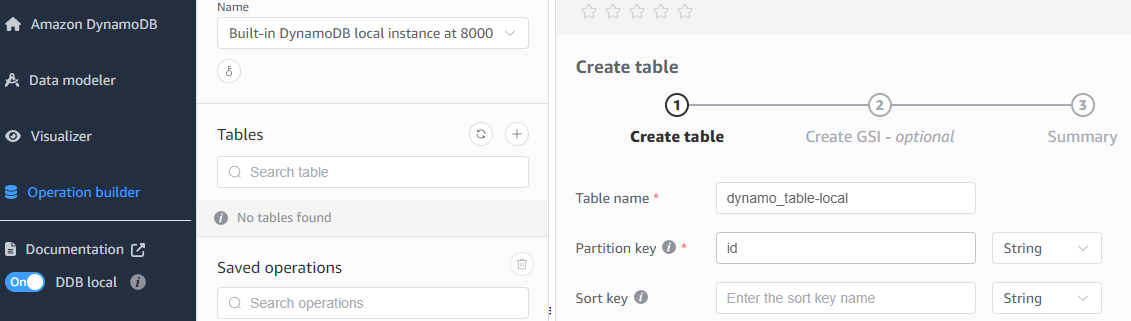 Amazon DynamoDB
Data modeler
Visualizer
Operation builder
Documentation
On DDB local
Name
Built-in DynamoDB local instance at 8000
Tables
Search table
No tables found
Saved operations
Search operations
Create table
1 2 3
Create table Create GSI - optional Summary
Table name * dynamo_table-local
Partition key * id String
Sort key Enter the sort key name String